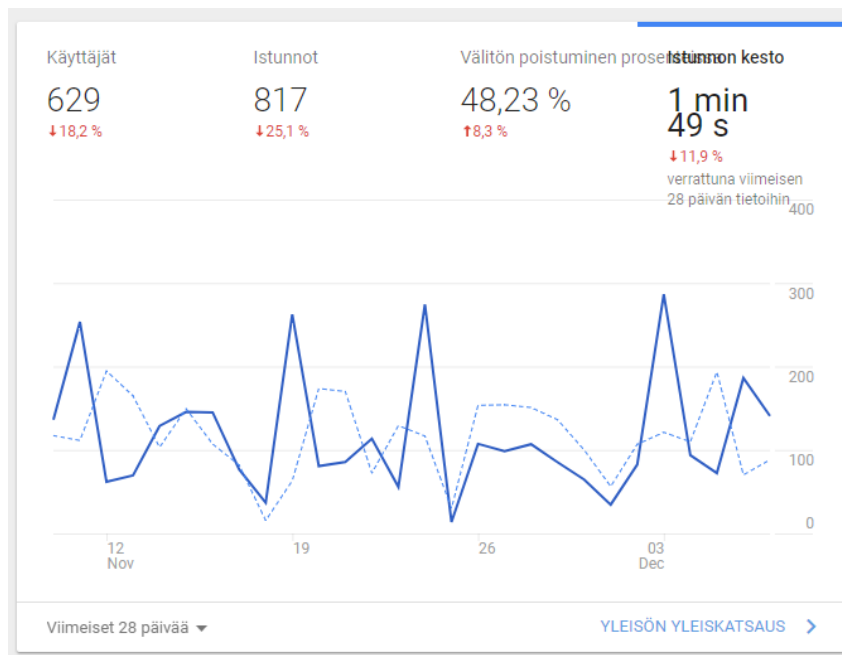 Käyttäjät
629
↓18,2 %
Istunnot
817
↓25,1 %
Välitön poistuminen prosenteissa
48,23 %
↑8,3 %
Istunnon kesto
1 min
49 s
↓11,9 %
verrattuna viimeisen
28 päivän tietoihin
400
300
200
100
0
12
Nov
19
26
03
Dec
Viimeiset 28 päivää
YLEISÖN YLEISKATSAUS